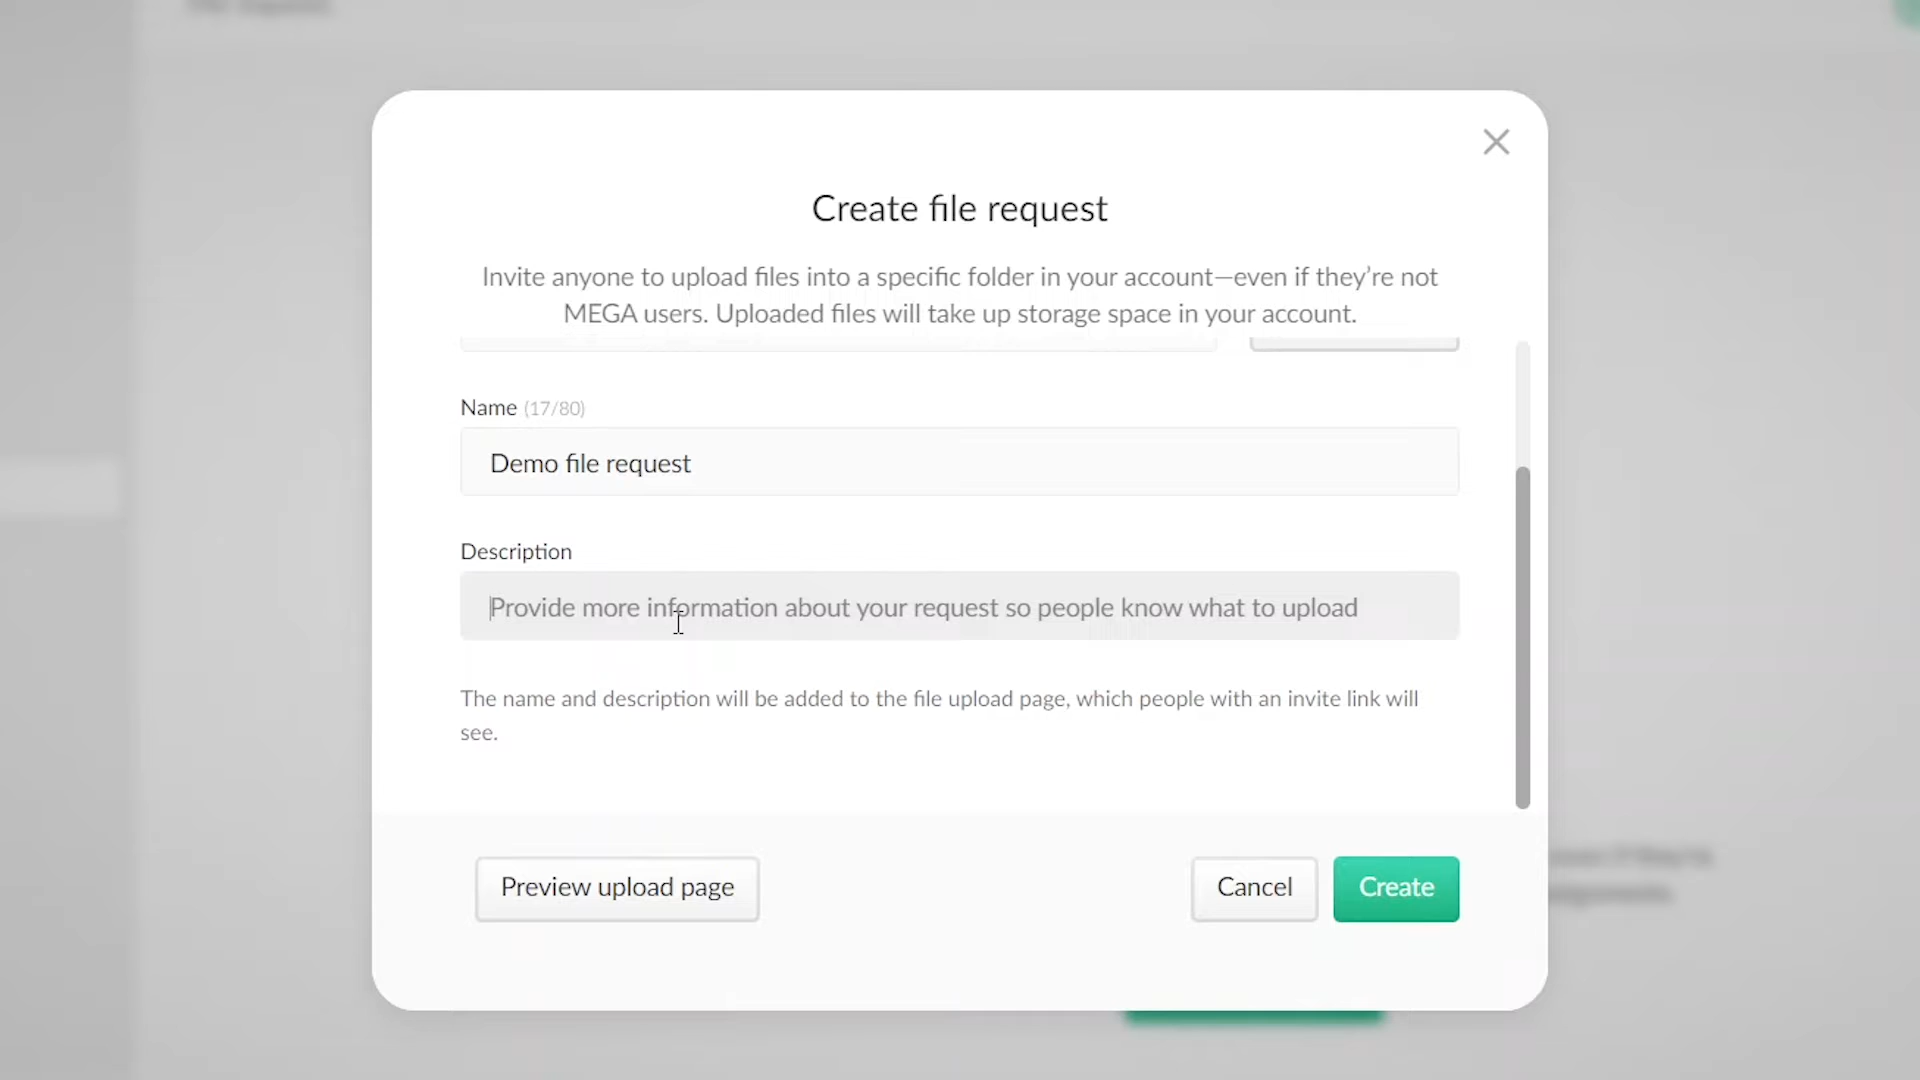 Create file request
Invite anyone to upload files into a specific folder in your account—even if they’re not
MEGA users. Uploaded files will take up storage space in your account.
Name (17/80)
Demo file request
Description
Provide more information about your request so people know what to upload
The name and description will be added to the file upload page, which people with an invite link will
see.
Preview upload page
Cancel
Create